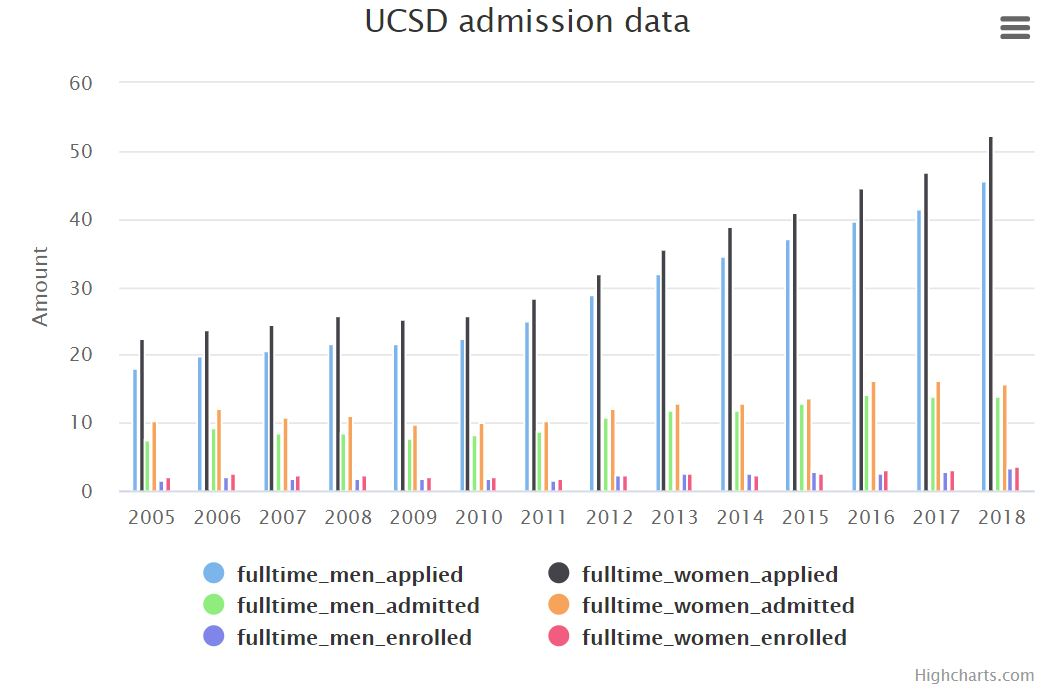 UCSD admission data
60
50
40
30
20
10
0
Amount
2005 2006 2007 2008 2009 2010 2011 2012 2013 2014 2015 2016 2017 2018
fulltime_men_applied fulltime_women_applied
fulltime_men_admitted fulltime_women_admitted
fulltime_men_enrolled fulltime_women_enrolled
Highcharts.com